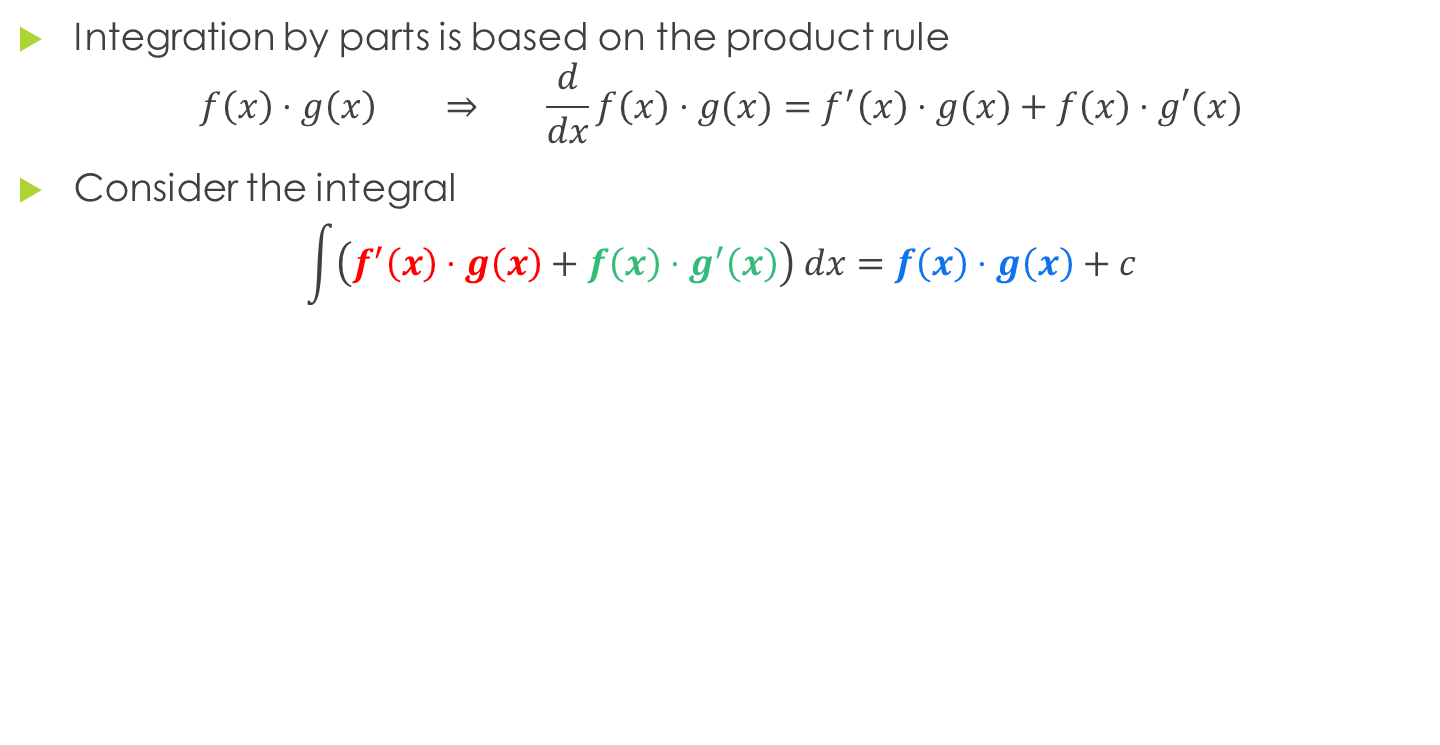 ▶ Integration by parts is based on the product rule
f(x) · g(x) ⇒ d/dx f(x) · g(x) = f′(x) · g(x) + f(x) · g′(x)
▶ Consider the integral
∫(f′(x) · g(x) + f(x) · g′(x)) dx = f(x) · g(x) + c